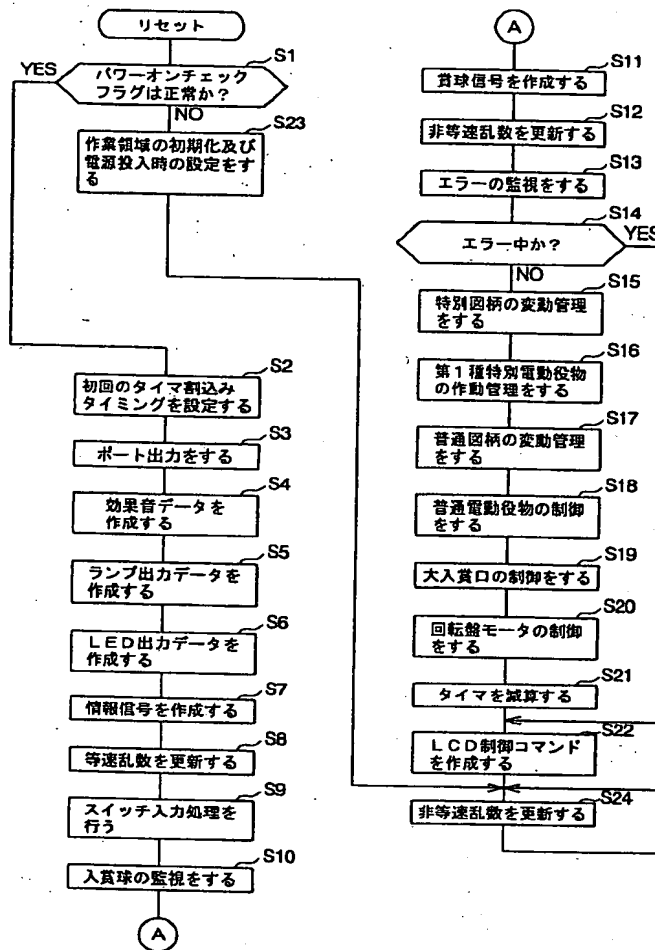 リセット
S1
YES
パワーオンチェック
フラグは正常か?
NO
S23
作業領域の初期化及び
電源投入時の設定をす
る
S2
初回のタイマ割込み
タイミングを設定する
S3
ポート出力をする
S4
効果音データを
作成する
S5
ランプ出力データを
作成する
S6
LED出力データを
作成する
S7
情報信号を作成する
S8
等速乱数を更新する
S9
スイッチ入力処理を
行う
S10
入賞球の監視をする
A
A
S11
賞球信号を作成する
S12
非等速乱数を更新する
S13
エラーの監視をする
S14
YES
エラー中か?
NO
S15
特別図柄の変動管理
をする
S16
第1種特別電動役物
の作動管理をする
S17
普通図柄の変動管理
をする
S18
普通電動役物の制御
をする
S19
大入賞口の制御をする
S20
回転盤モータの制御
をする
S21
タイマを減算する
S22
LCD制御コマンド
を作成する
S24
非等速乱数を更新する